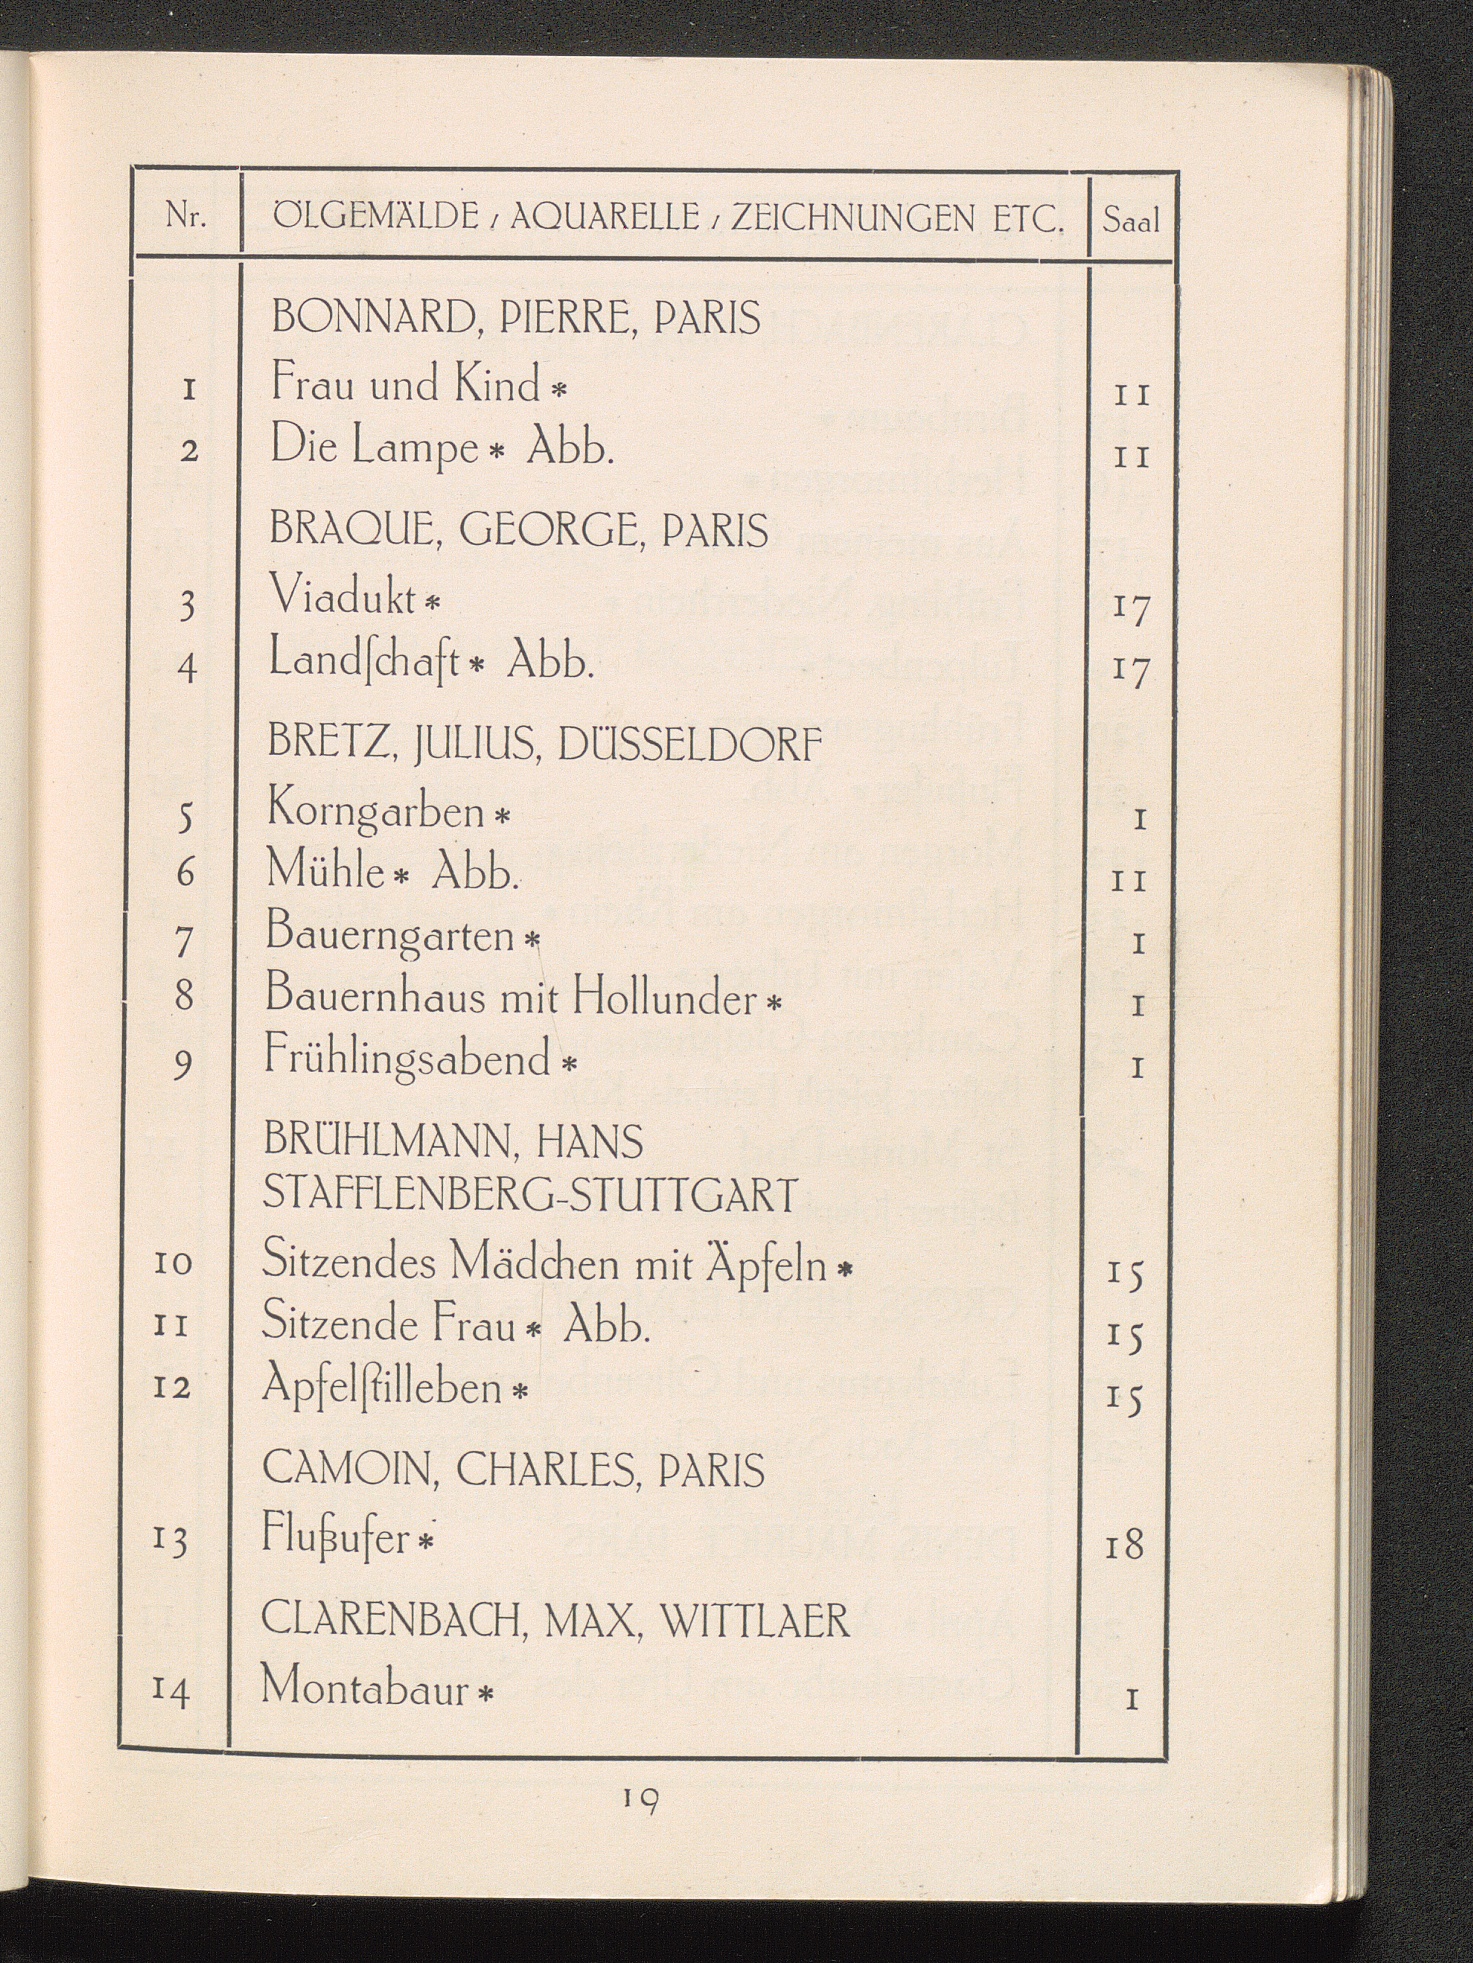 Nr. ÖLGEMÄLDE / AQUARELLE / ZEICHNUNGEN ETC. Saal
BONNARD, PIERRE, PARIS
1 Frau und Kind * 11
2 Die Lampe * Abb. 11
BRAQUE, GEORGE, PARIS
3 Viadukt * 17
4 Landſchaft * Abb. 17
BRETZ, JULIUS, DÜSSELDORF
5 Korngarben * 1
6 Mühle * Abb. 11
7 Bauerngarten * 1
8 Bauernhaus mit Hollunder * 1
9 Frühlingsabend * 1
BRÜHLMANN, HANS
STAFFLENBERG-STUTTGART
10 Sitzendes Mädchen mit Äpfeln * 15
11 Sitzende Frau * Abb. 15
12 Apfelſtilleben * 15
CAMOIN, CHARLES, PARIS
13 Flußufer * 18
CLARENBACH, MAX, WITTLAER
14 Montabaur * 1
19